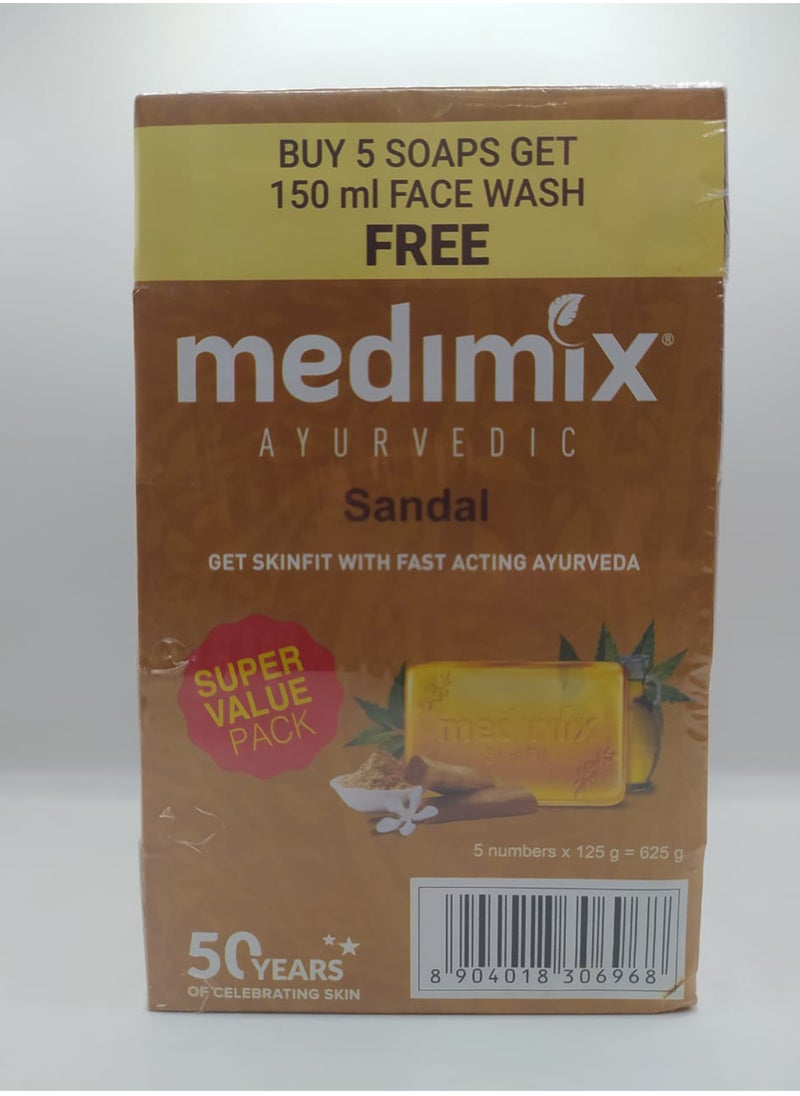 BUY 5 SOAPS GET
150 ml FACE WASH
FREE
medimix®
AYURVEDIC
Sandal
GET SKINFIT WITH FAST ACTING AYURVEDA
SUPER
VALUE
PACK
medimix
5 numbers x 125 g = 625 g
50 YEARS
OF CELEBRATING SKIN
8 904018 306968